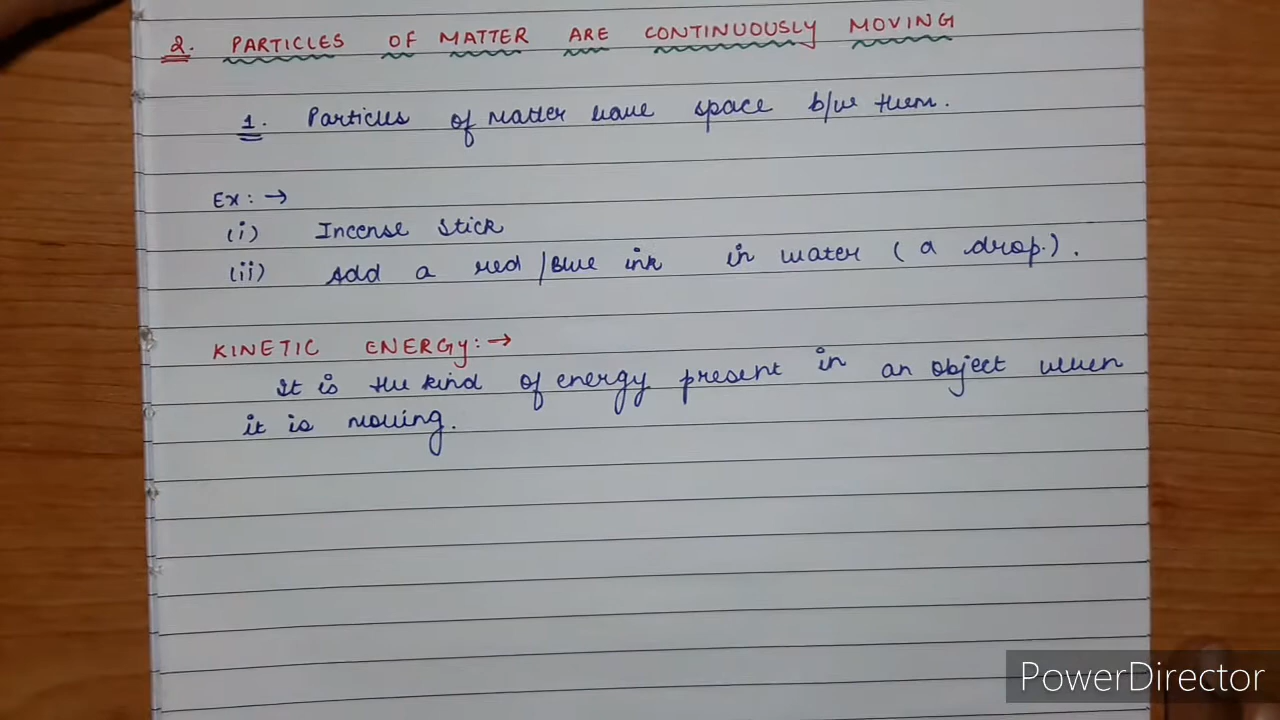 2. PARTICLES OF MATTER ARE CONTINUOUSLY MOVING
1. Particles of Matter have space b/w them.
Ex: →
(i) Incense stick
(ii) Add a red /Blue ink in water ( a drop.) .
KINETIC ENERGY: →
It is the kind of energy present in an object when
it is moving.
PowerDirector